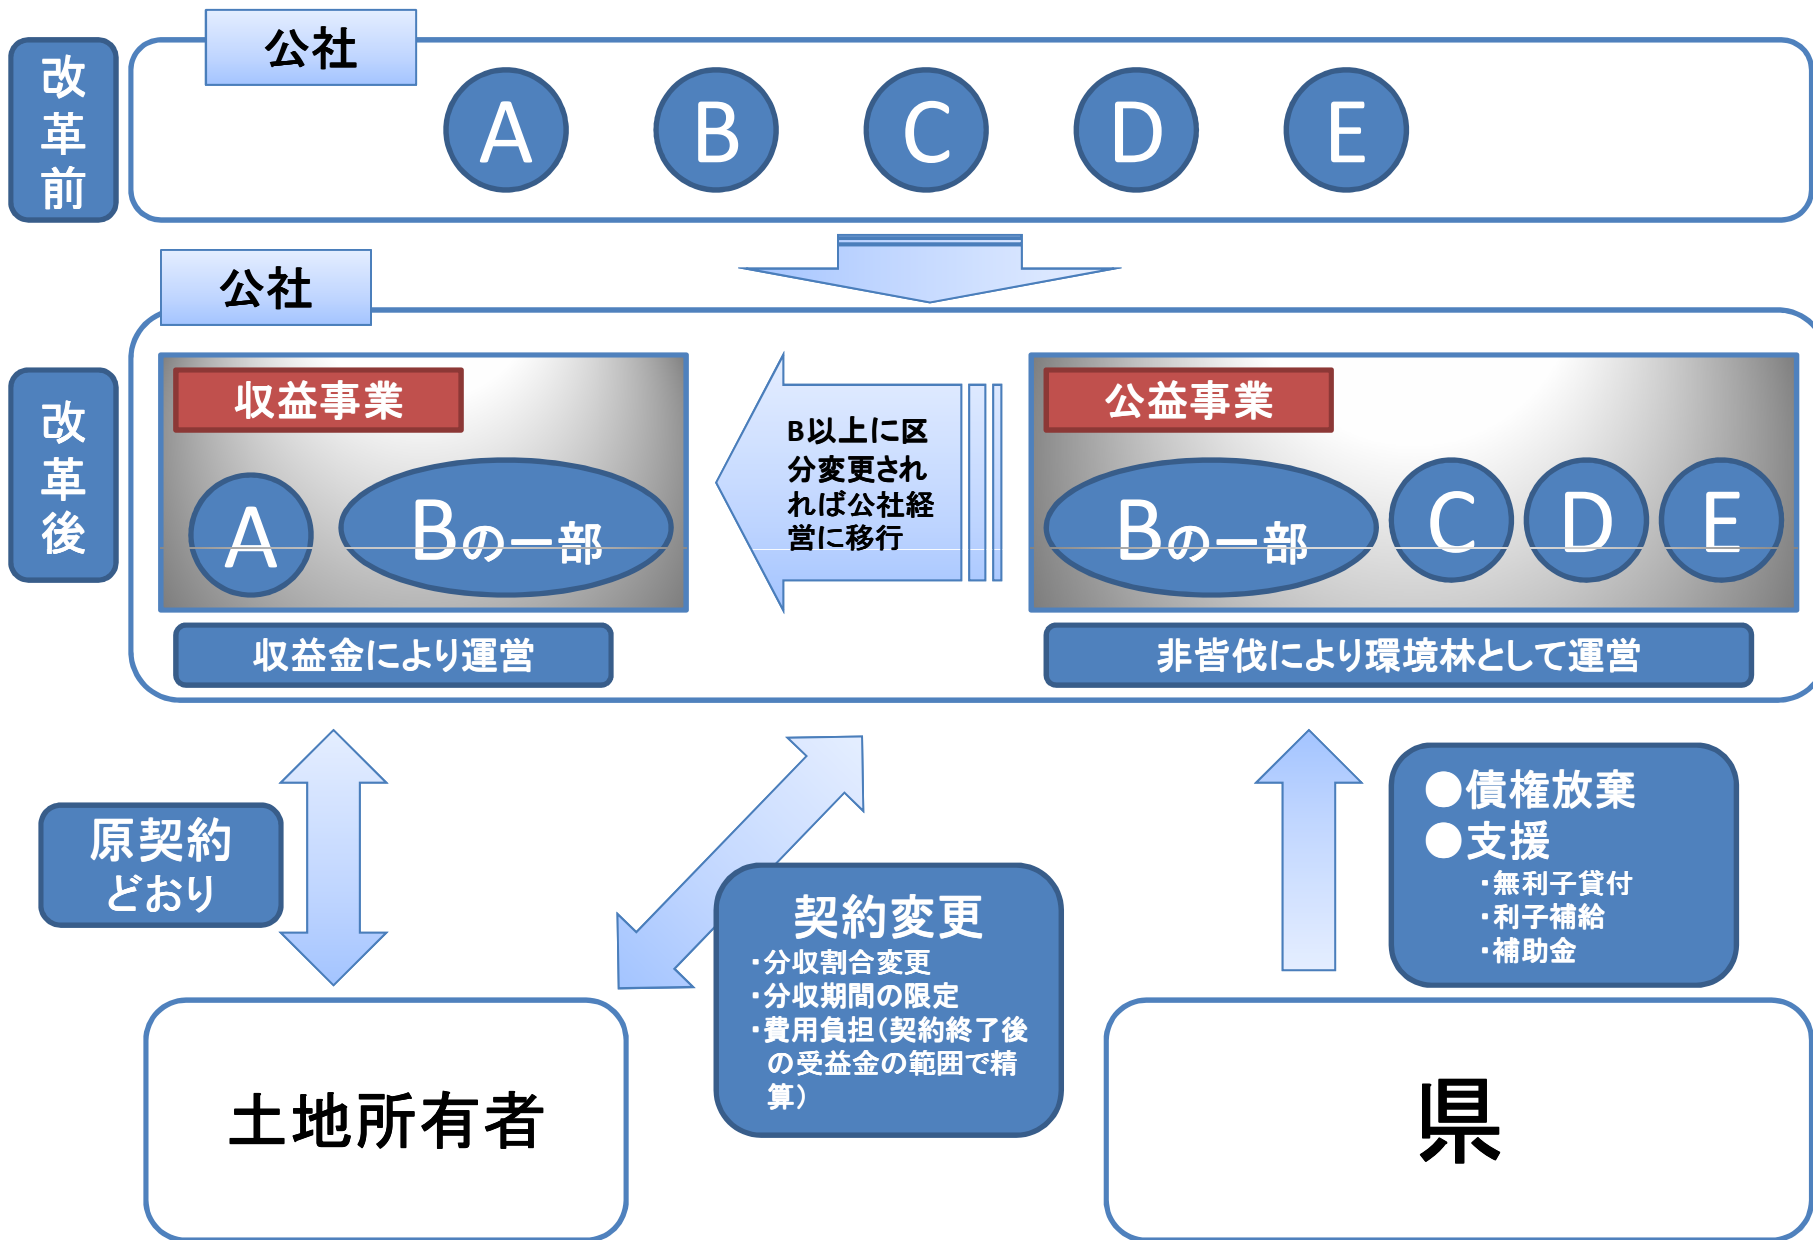 改革前
公社
A B C D E
公社
改革後
収益事業
A Bの一部
B以上に区
分変更され
れば公社経
営に移行
公益事業
Bの一部 C D E
収益金により運営
非皆伐により環境林として運営
原契約
どおり
契約変更
・分収割合変更
・分収期間の限定
・費用負担（契約終了後
の受益金の範囲で精
算）
●債権放棄
●支援
・無利子貸付
・利子補給
・補助金
土地所有者
県